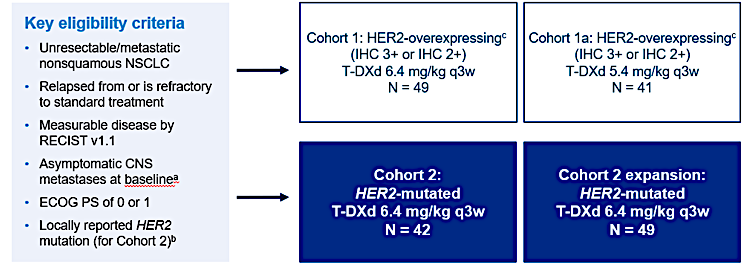 Key eligibility criteria
• Unresectable/metastatic
nonsquamous NSCLC
• Relapsed from or is refractory
to standard treatment
• Measurable disease by
RECIST v1.1
• Asymptomatic CNS
metastases at baselineᵃ
• ECOG PS of 0 or 1
• Locally reported HER2
mutation (for Cohort 2)ᵇ
Cohort 1: HER2-overexpressingᶜ
(IHC 3+ or IHC 2+)
T-DXd 6.4 mg/kg q3w
N = 49
Cohort 1a: HER2-overexpressingᶜ
(IHC 3+ or IHC 2+)
T-DXd 5.4 mg/kg q3w
N = 41
Cohort 2:
HER2-mutated
T-DXd 6.4 mg/kg q3w
N = 42
Cohort 2 expansion:
HER2-mutated
T-DXd 6.4 mg/kg q3w
N = 49